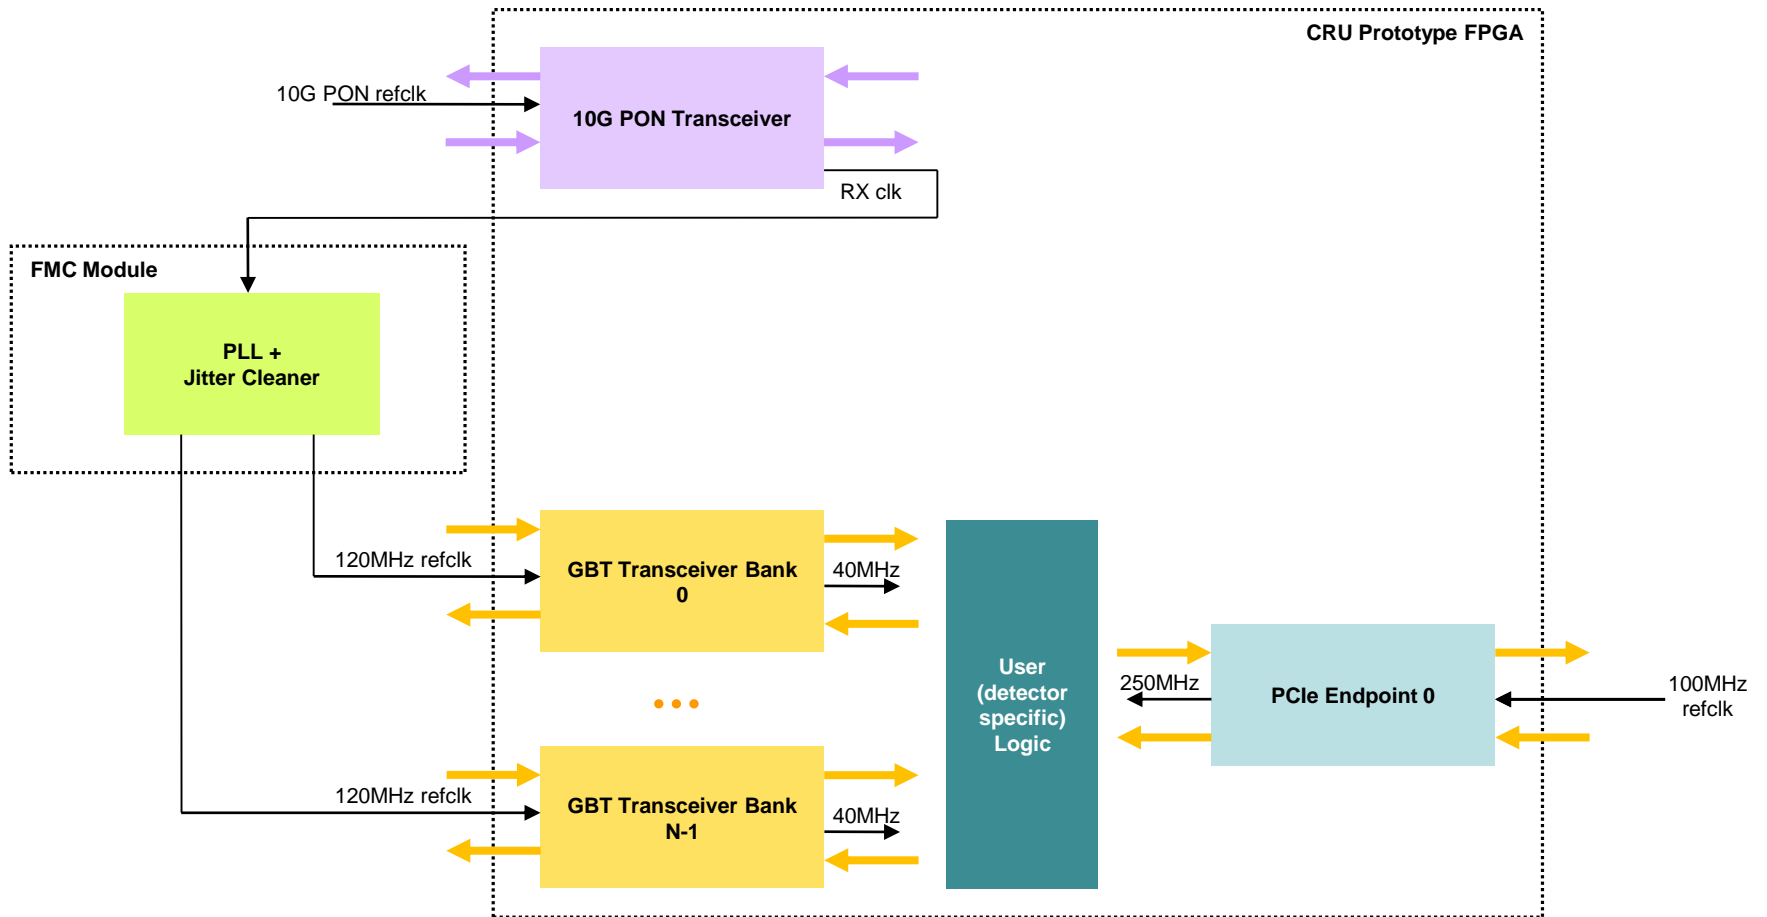 CRU Prototype FPGA
10G PON refclk
10G PON Transceiver
RX clk
FMC Module
PLL +
Jitter Cleaner
120MHz refclk
GBT Transceiver Bank
0
40MHz
User
(detector
specific)
Logic
250MHz
PCIe Endpoint 0
100MHz
refclk
120MHz refclk
GBT Transceiver Bank
N-1
40MHz